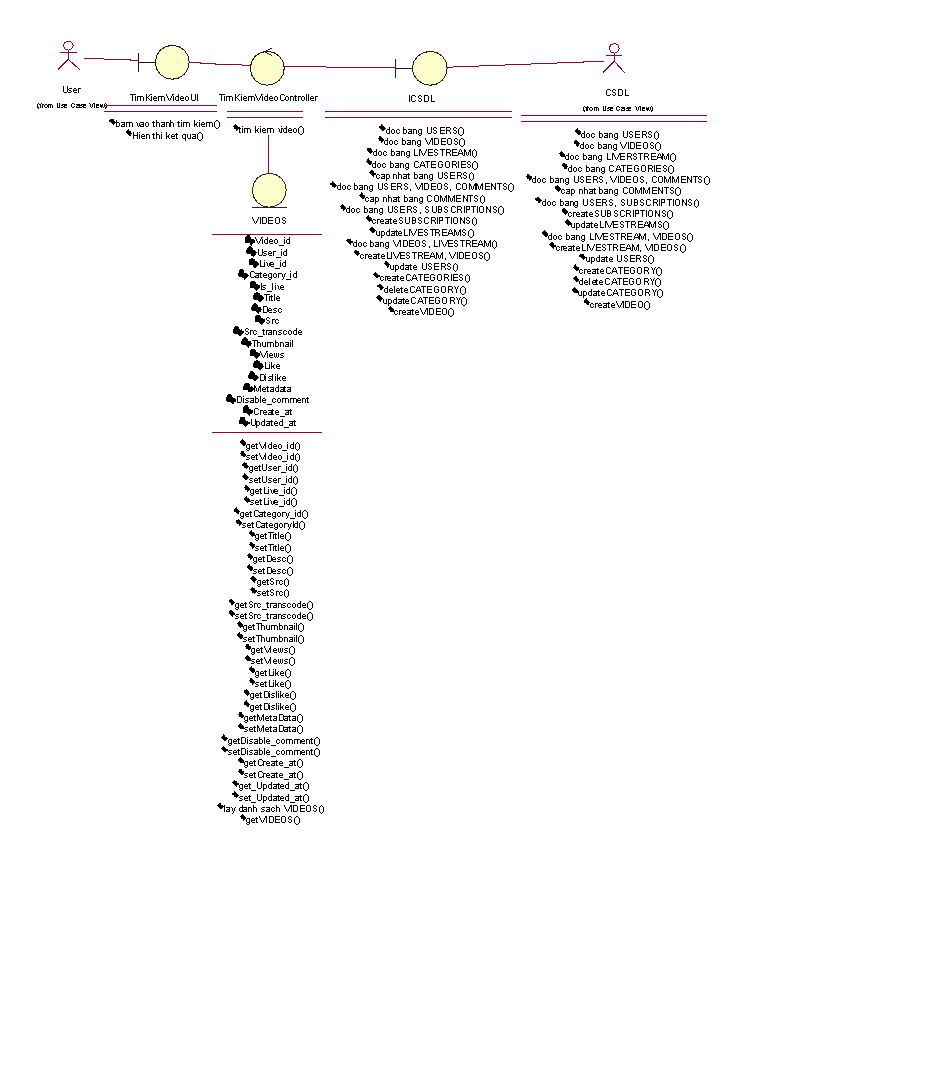 User
(from Use Case View)
TimKiemVideoUI
bam vao thanh tim kiem()
Hien thi ket qua()
TimKiemVideoController
tim kiem video()
VIDEOS
Video_id
User_id
Live_id
Category_id
Is_live
Title
Desc
Src
Src_transcode
Thumbnail
Views
Like
Dislike
Metadata
Disable_comment
Create_at
Updated_at
getVideo_id()
setVideo_id()
getUser_id()
setUser_id()
getLive_id()
setLive_id()
getCategory_id()
setCategoryId()
getTitle()
setTitle()
getDesc()
setDesc()
getSrc()
setSrc()
getSrc_transcode()
setSrc_transcode()
getThumbnail()
setThumbnail()
getViews()
setViews()
getLike()
setLike()
getDislike()
getDislike()
getMetaData()
setMetaData()
getDisable_comment()
setDisable_comment()
getCreate_at()
setCreate_at()
get_Updated_at()
set_Updated_at()
lay danh sach VIDEOS()
getVIDEOS()
ICSDL
doc bang USERS()
doc bang VIDEOS()
doc bang LIVESTREAM()
doc bang CATEGORIES()
cap nhat bang USERS()
doc bang USERS, VIDEOS, COMMENTS()
cap nhat bang COMMENTS()
doc bang USERS, SUBSCRIPTIONS()
createSUBSCRIPTIONS()
updateLIVESTREAMS()
doc bang VIDEOS, LIVESTREAM()
createLIVESTREAM, VIDEOS()
update USERS()
createCATEGORIES()
deleteCATEGORY()
updateCATEGORY()
createVIDEO()
CSDL
(from Use Case View)
doc bang USERS()
doc bang VIDEOS()
doc bang LIVERSTREAM()
doc bang CATEGORIES()
doc bang USERS, VIDEOS, COMMENTS()
cap nhat bang COMMENTS()
doc bang USERS, SUBSCRIPTIONS()
createSUBSCRIPTIONS()
updateLIVESTREAMS()
doc bang LIVESTREAM, VIDEOS()
createLIVESTREAM, VIDEOS()
update USERS()
createCATEGORY()
deleteCATEGORY()
updateCATEGORY()
createVIDEO()